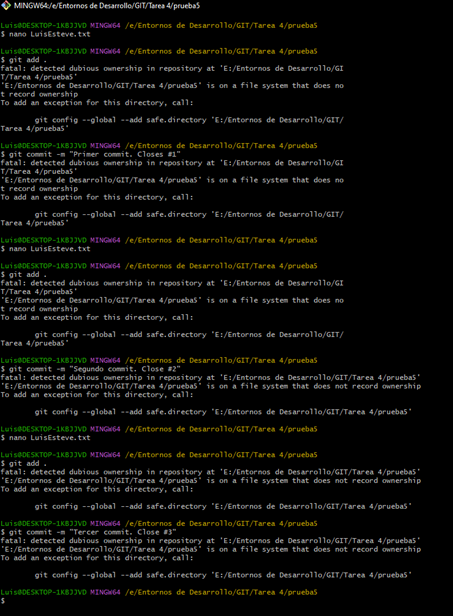 MINGW64:/e/Entornos de Desarrollo/GIT/Tarea 4/prueba5
Luis@DESKTOP-1KBJJVD MINGW64 /e/Entornos de Desarrollo/GIT/Tarea 4/prueba5
$ nano LuisEsteve.txt
Luis@DESKTOP-1KBJJVD MINGW64 /e/Entornos de Desarrollo/GIT/Tarea 4/prueba5
$ git add .
fatal: detected dubious ownership in repository at 'E:/Entornos de Desarrollo/GI
T/Tarea 4/prueba5'
'E:/Entornos de Desarrollo/GIT/Tarea 4/prueba5' is on a file system that does no
t record ownership
To add an exception for this directory, call:
git config --global --add safe.directory 'E:/Entornos de Desarrollo/GIT/
Tarea 4/prueba5'
Luis@DESKTOP-1KBJJVD MINGW64 /e/Entornos de Desarrollo/GIT/Tarea 4/prueba5
$ git commit -m "Primer commit. Closes #1"
fatal: detected dubious ownership in repository at 'E:/Entornos de Desarrollo/GI
T/Tarea 4/prueba5'
'E:/Entornos de Desarrollo/GIT/Tarea 4/prueba5' is on a file system that does no
t record ownership
To add an exception for this directory, call:
git config --global --add safe.directory 'E:/Entornos de Desarrollo/GIT/
Tarea 4/prueba5'
Luis@DESKTOP-1KBJJVD MINGW64 /e/Entornos de Desarrollo/GIT/Tarea 4/prueba5
$ nano LuisEsteve.txt
Luis@DESKTOP-1KBJJVD MINGW64 /e/Entornos de Desarrollo/GIT/Tarea 4/prueba5
$ git add .
fatal: detected dubious ownership in repository at 'E:/Entornos de Desarrollo/GI
T/Tarea 4/prueba5'
'E:/Entornos de Desarrollo/GIT/Tarea 4/prueba5' is on a file system that does no
t record ownership
To add an exception for this directory, call:
git config --global --add safe.directory 'E:/Entornos de Desarrollo/GIT/
Tarea 4/prueba5'
Luis@DESKTOP-1KBJJVD MINGW64 /e/Entornos de Desarrollo/GIT/Tarea 4/prueba5
$ git commit -m "Segundo commit. Close #2"
fatal: detected dubious ownership in repository at 'E:/Entornos de Desarrollo/GIT/Tarea 4/prueba5'
'E:/Entornos de Desarrollo/GIT/Tarea 4/prueba5' is on a file system that does not record ownership
To add an exception for this directory, call:
git config --global --add safe.directory 'E:/Entornos de Desarrollo/GIT/Tarea 4/prueba5'
Luis@DESKTOP-1KBJJVD MINGW64 /e/Entornos de Desarrollo/GIT/Tarea 4/prueba5
$ nano LuisEsteve.txt
Luis@DESKTOP-1KBJJVD MINGW64 /e/Entornos de Desarrollo/GIT/Tarea 4/prueba5
$ git add .
fatal: detected dubious ownership in repository at 'E:/Entornos de Desarrollo/GIT/Tarea 4/prueba5'
'E:/Entornos de Desarrollo/GIT/Tarea 4/prueba5' is on a file system that does not record ownership
To add an exception for this directory, call:
git config --global --add safe.directory 'E:/Entornos de Desarrollo/GIT/Tarea 4/prueba5'
Luis@DESKTOP-1KBJJVD MINGW64 /e/Entornos de Desarrollo/GIT/Tarea 4/prueba5
$ git commit -m "Tercer commit. Close #3"
fatal: detected dubious ownership in repository at 'E:/Entornos de Desarrollo/GIT/Tarea 4/prueba5'
'E:/Entornos de Desarrollo/GIT/Tarea 4/prueba5' is on a file system that does not record ownership
To add an exception for this directory, call:
git config --global --add safe.directory 'E:/Entornos de Desarrollo/GIT/Tarea 4/prueba5'
Luis@DESKTOP-1KBJJVD MINGW64 /e/Entornos de Desarrollo/GIT/Tarea 4/prueba5
$